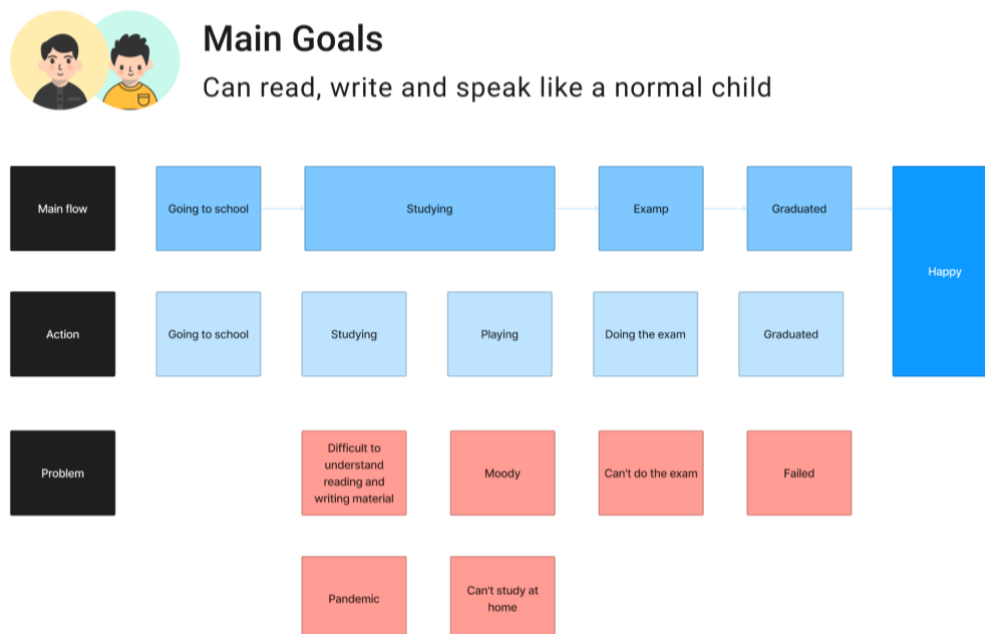 Main Goals
Can read, write and speak like a normal child
Main flow
Going to school
Studying
Examp
Graduated
Happy
Action
Going to school
Studying
Playing
Doing the exam
Graduated
Problem
Difficult to
understand
reading and
writing material
Moody
Can't do the exam
Failed
Pandemic
Can't study at
home